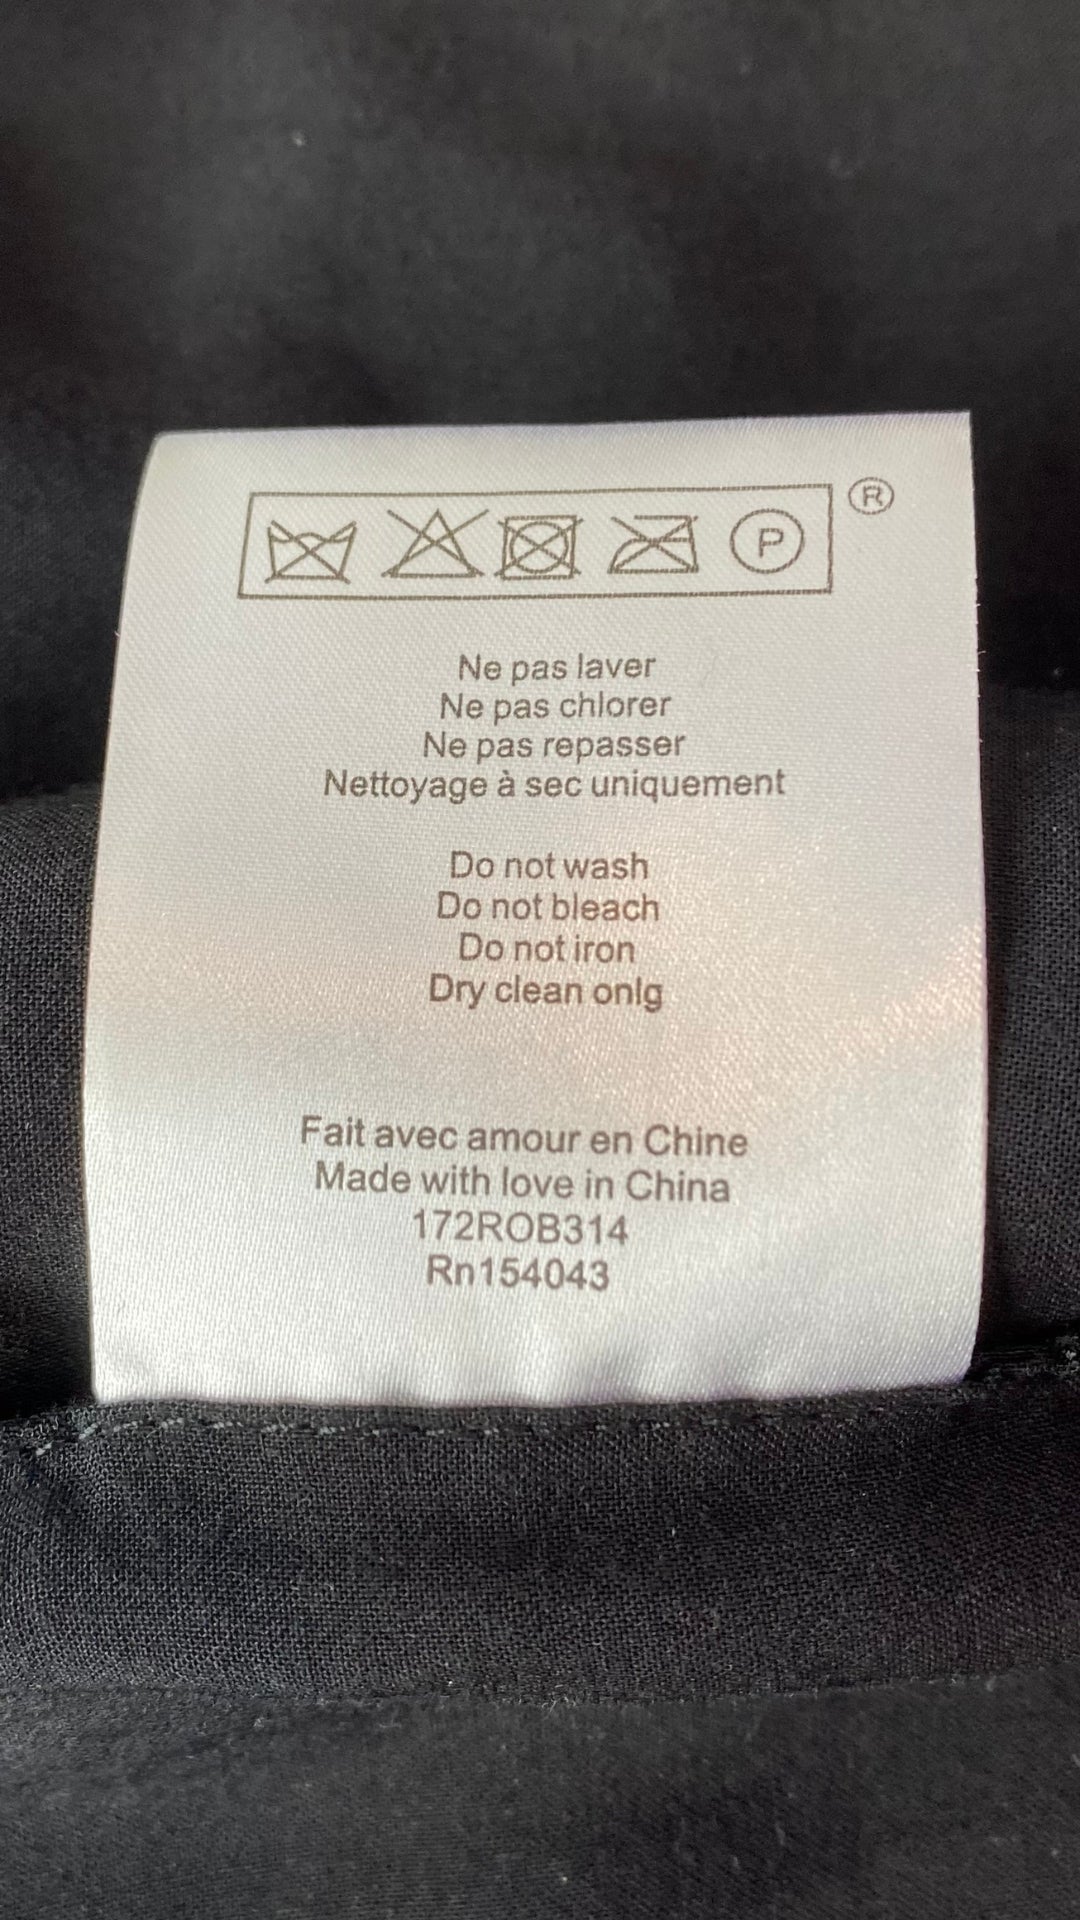 P ®
Ne pas laver
Ne pas chlorer
Ne pas repasser
Nettoyage à sec uniquement
Do not wash
Do not bleach
Do not iron
Dry clean onlg
Fait avec amour en Chine
Made with love in China
172ROB314
Rn154043